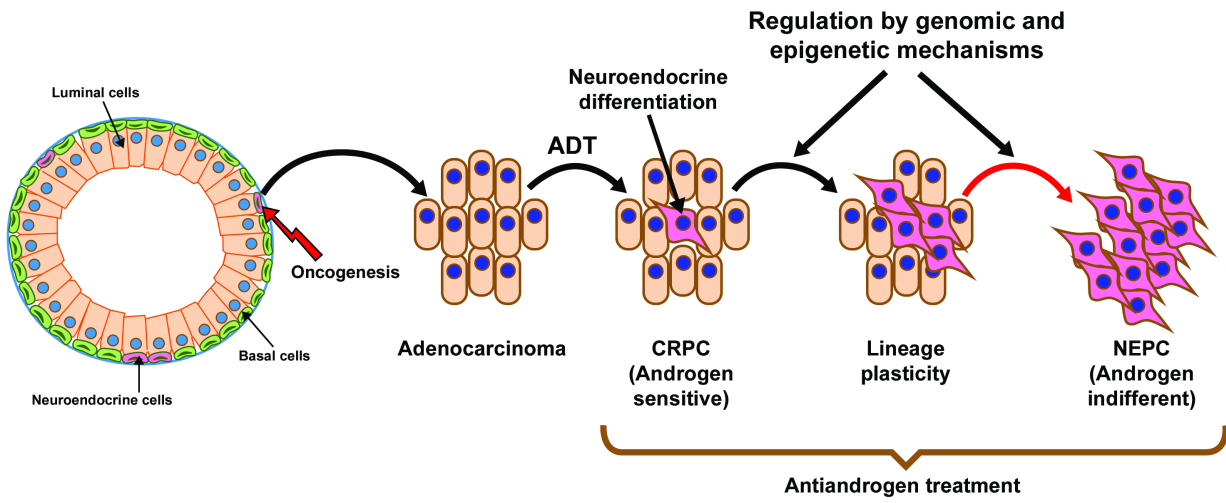 Regulation by genomic and
epigenetic mechanisms
Luminal cells
Neuroendocrine
differentiation
ADT
Oncogenesis
Basal cells
Neuroendocrine cells
Adenocarcinoma
CRPC
(Androgen
sensitive)
Lineage
plasticity
NEPC
(Androgen
indifferent)
Antiandrogen treatment